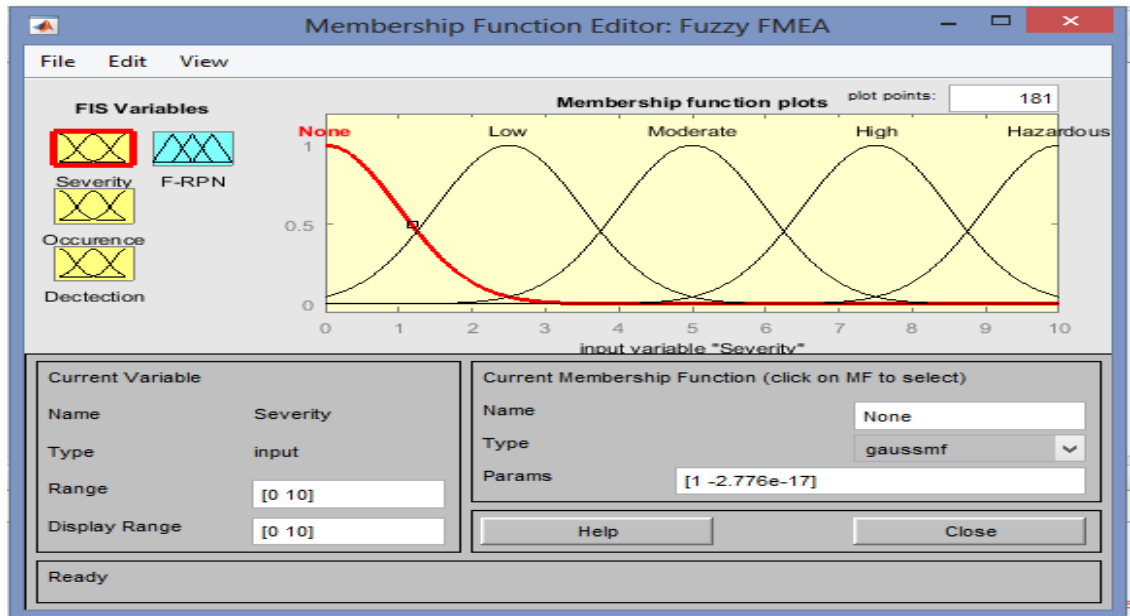 Membership Function Editor: Fuzzy FMEA
File Edit View
FIS Variables
Severity
F-RPN
Occurence
Dectection
Membership function plots
plot points:
181
None Low Moderate High Hazardous
1
0.5
0
0 1 2 3 4 5 6 7 8 9 10
input variable "Severity"
Current Variable
Name Severity
Type input
Range [0 10]
Display Range [0 10]
Current Membership Function (click on MF to select)
Name None
Type gaussmf
Params [1 -2.776e-17]
Help Close
Ready